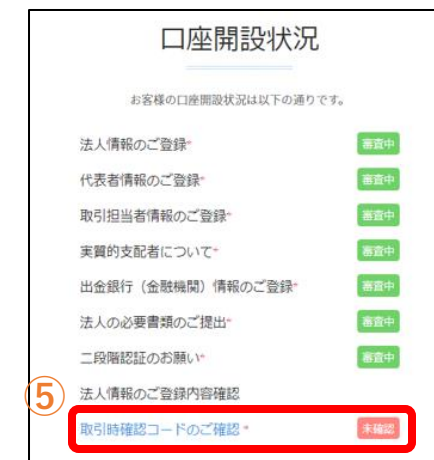 口座開設状況
お客様の口座開設状況は以下の通りです。
法人情報のご登録* 審査中
代表者情報のご登録* 審査中
取引担当者情報のご登録* 審査中
実質的支配者について* 審査中
出金銀行（金融機関）情報のご登録* 審査中
法人の必要書類のご提出* 審査中
二段階認証のお願い* 審査中
⑤ 法人情報のご登録内容確認
取引時確認コードのご確認 * 未確認